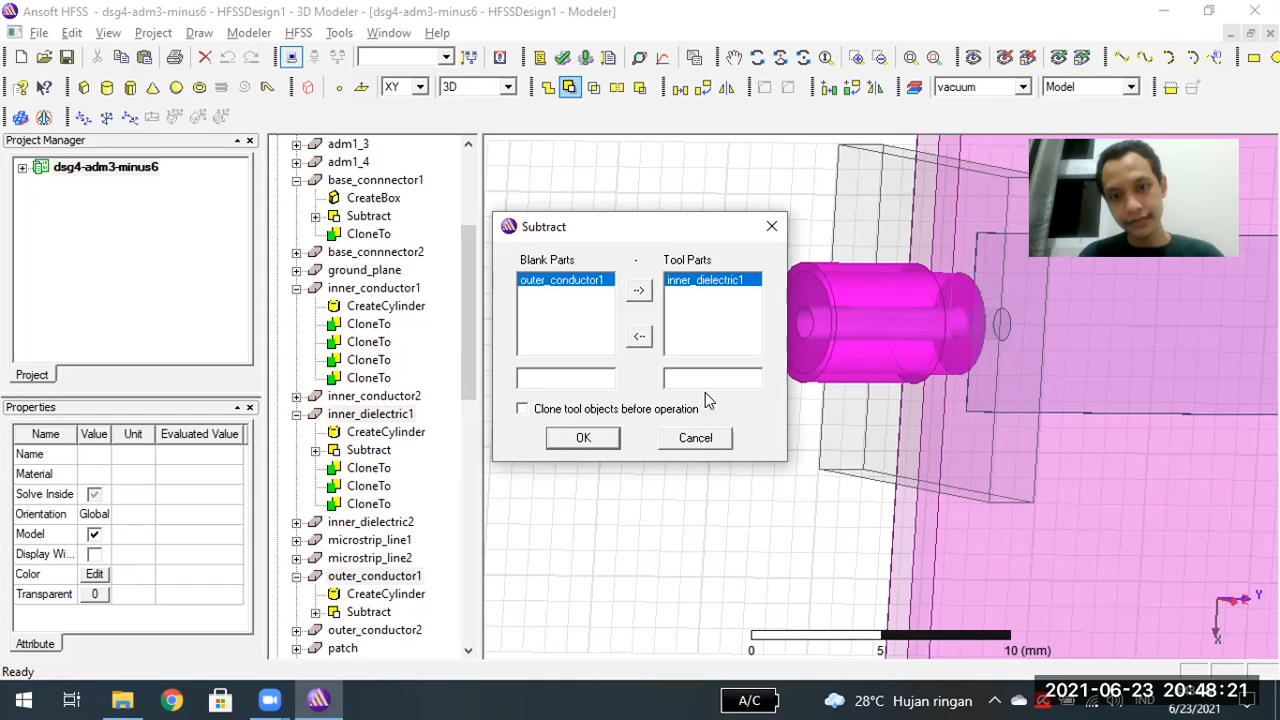 Ansoft HFSS - dsg4-adm3-minus6 - HFSSDesign1 - 3D Modeler - [dsg4-adm3-minus6 - HFSSDesign1 - Modeler]
File Edit View Project Draw Modeler HFSS Tools Window Help
XY 3D vacuum Model
Project Manager
dsg4-adm3-minus6
Project
Properties
Name Value Unit Evaluated Value
Name
Material
Solve Inside
Orientation Global
Model
Display Wi...
Color Edit
Transparent 0
Attribute
adm1_3
adm1_4
base_connnector1
CreateBox
Subtract
CloneTo
base_connnector2
ground_plane
inner_conductor1
CreateCylinder
CloneTo
CloneTo
CloneTo
CloneTo
inner_conductor2
inner_dielectric1
CreateCylinder
Subtract
CloneTo
CloneTo
CloneTo
inner_dielectric2
microstrip_line1
microstrip_line2
outer_conductor1
CreateCylinder
Subtract
outer_conductor2
patch
Subtract
Blank Parts - Tool Parts
outer_conductor1 --> inner_dielectric1
<--
Clone tool objects before operation
OK Cancel
Y
X
0 5 10 (mm)
Ready
A/C 28°C Hujan ringan IND
2021-06-23 20:48:21
6/23/2021